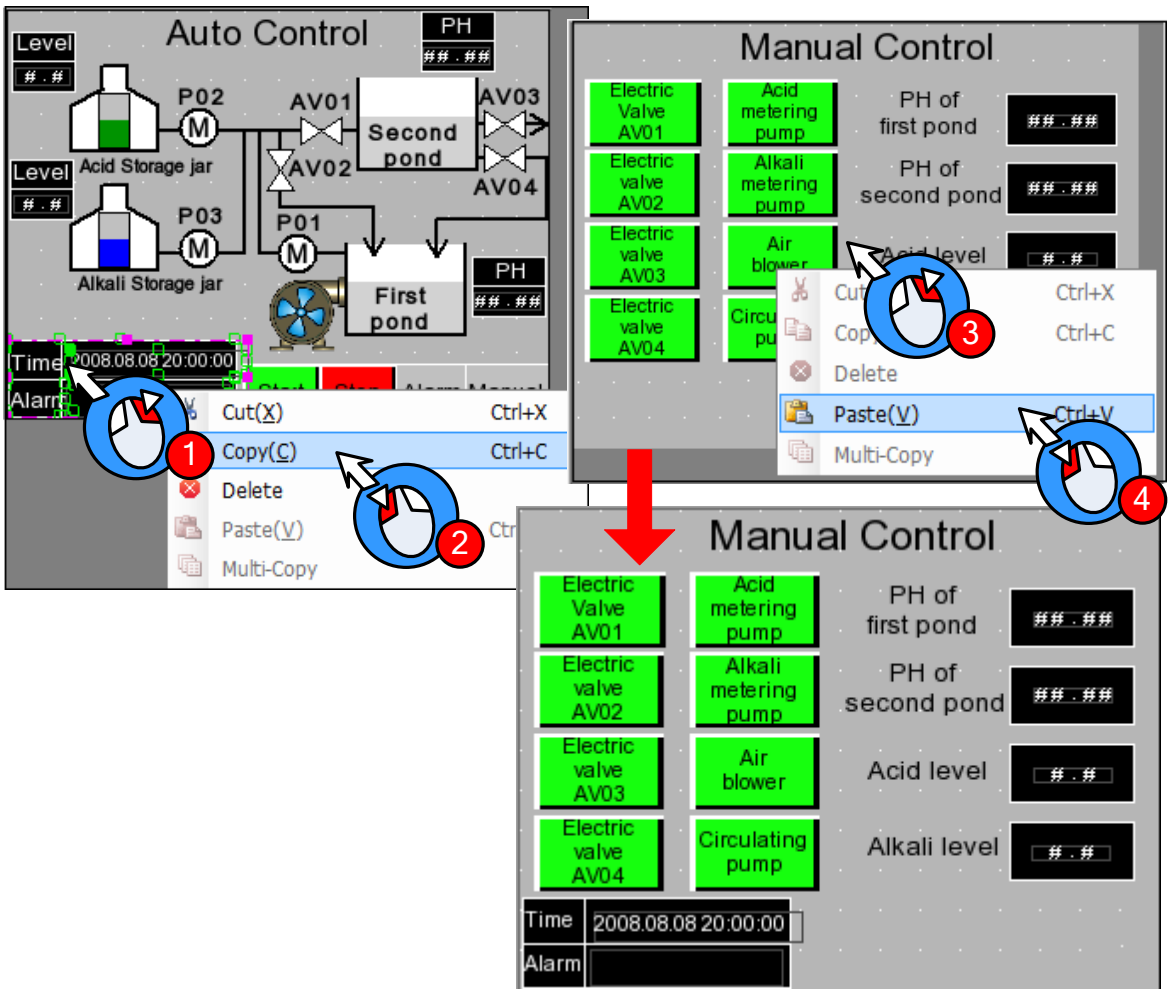 Auto Control
PH
##.##
Level
#.#
P02
AV01
AV03
M
Second
pond
Acid Storage jar
AV02
AV04
Level
#.#
P03
P01
M
M
Alkali Storage jar
First
pond
PH
##.##
Time
2008.08.08 20:00:00
Alarm
Start
Stop
Alarm
Manual
Cut(X) Ctrl+X
Copy(C) Ctrl+C
Delete
Paste(V)
Multi-Copy
1
2
Manual Control
Electric
Valve
AV01
Acid
metering
pump
PH of
first pond
##.##
Electric
valve
AV02
Alkali
metering
pump
PH of
second pond
##.##
Electric
valve
AV03
Air
blower
Acid level
#.#
Electric
valve
AV04
Cut Ctrl+X
Ctrl+C
Delete
Paste(V) Ctrl+V
Multi-Copy
3
4
Manual Control
Electric
Valve
AV01
Acid
metering
pump
PH of
first pond
##.##
Electric
valve
AV02
Alkali
metering
pump
PH of
second pond
##.##
Electric
valve
AV03
Air
blower
Acid level
#.#
Electric
valve
AV04
Circulating
pump
Alkali level
#.#
Time
2008.08.08 20:00:00
Alarm